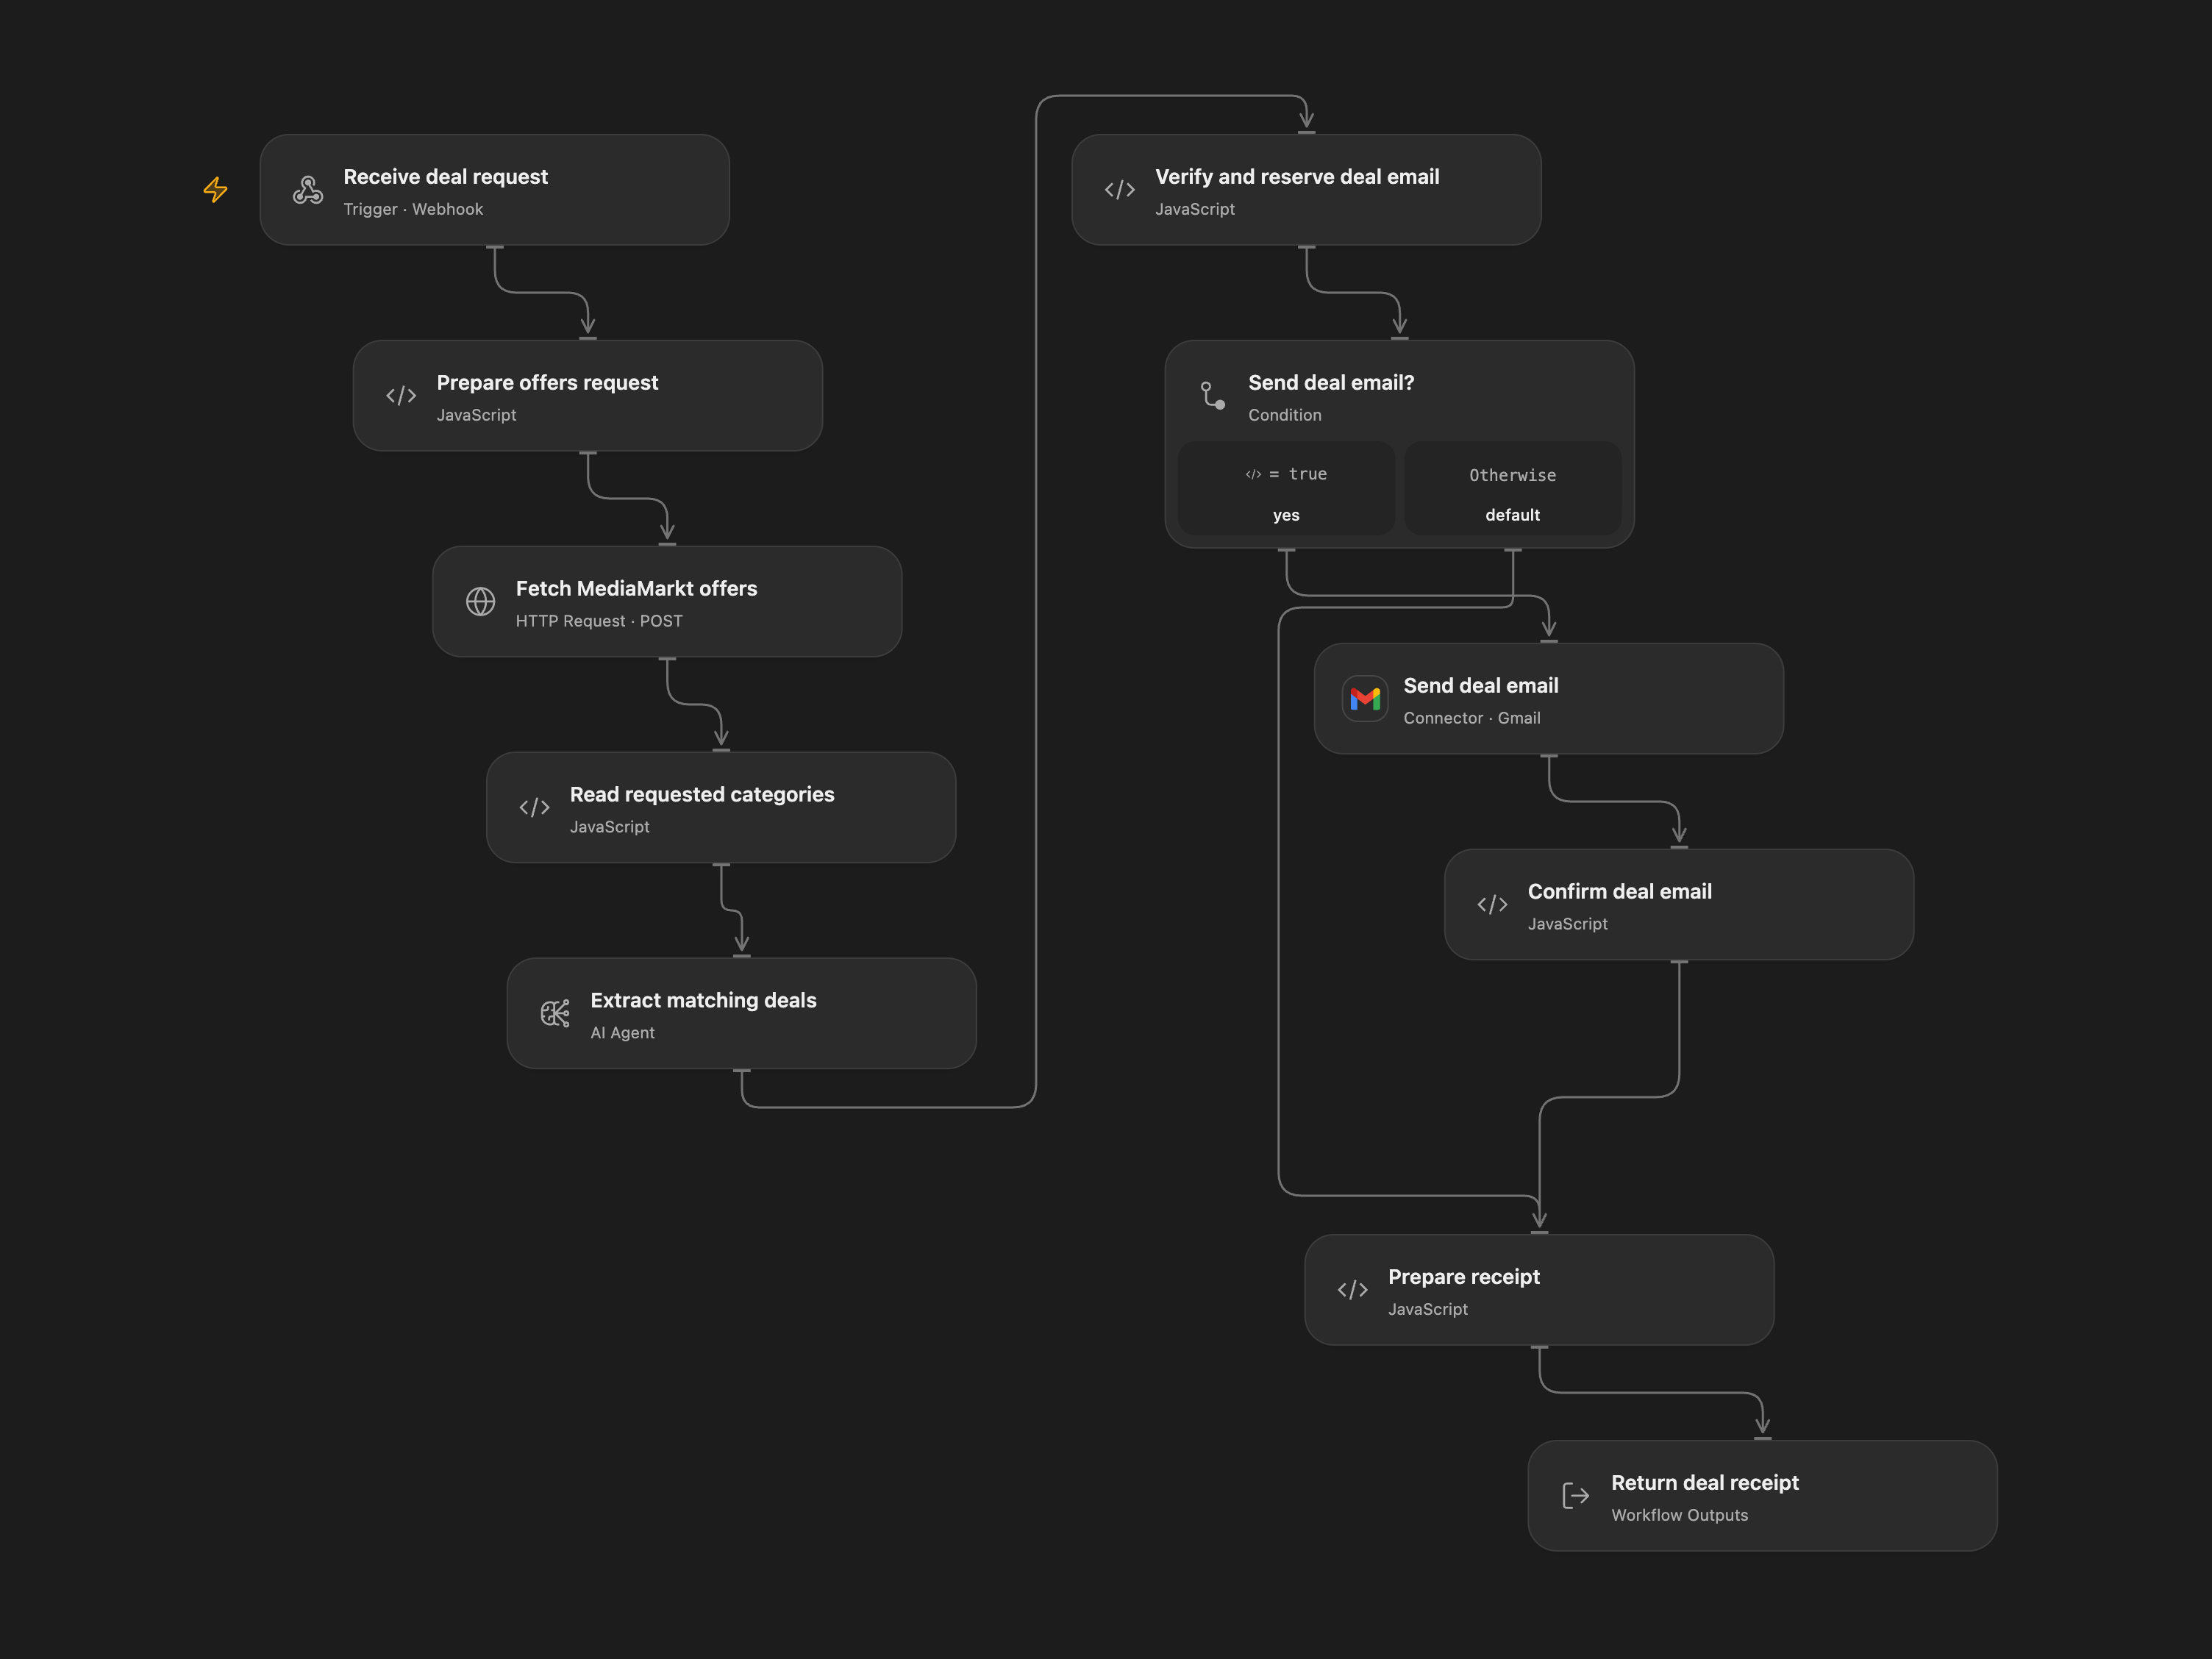 Receive deal request
Trigger · Webhook
Prepare offers request
JavaScript
Fetch MediaMarkt offers
HTTP Request · POST
Read requested categories
JavaScript
Extract matching deals
AI Agent
Verify and reserve deal email
JavaScript
Send deal email?
Condition
</> = true
yes
Otherwise
default
Send deal email
Connector · Gmail
Confirm deal email
JavaScript
Prepare receipt
JavaScript
Return deal receipt
Workflow Outputs